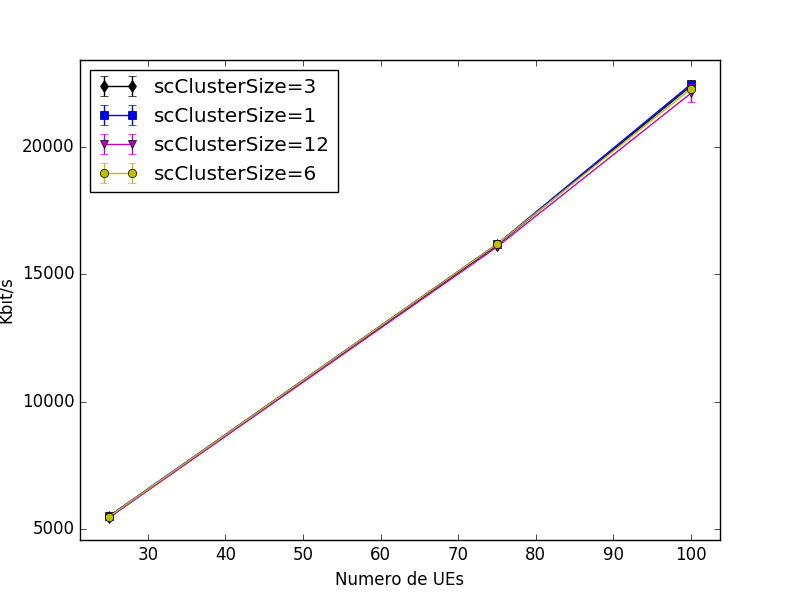 scClusterSize=3
scClusterSize=1
scClusterSize=12
scClusterSize=6
20000
15000
10000
5000
Kbit/s
30 40 50 60 70 80 90 100
Numero de UEs